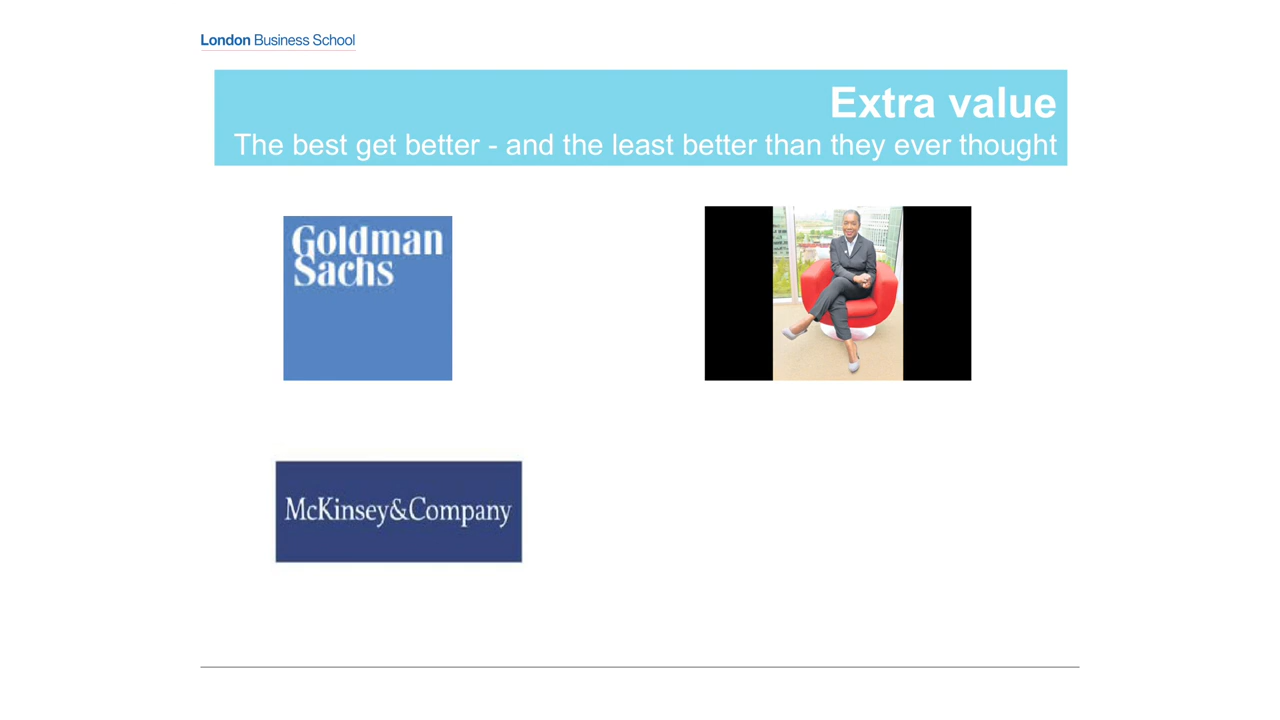 London Business School
Extra value
The best get better - and the least better than they ever thought
Goldman
Sachs
McKinsey&Company